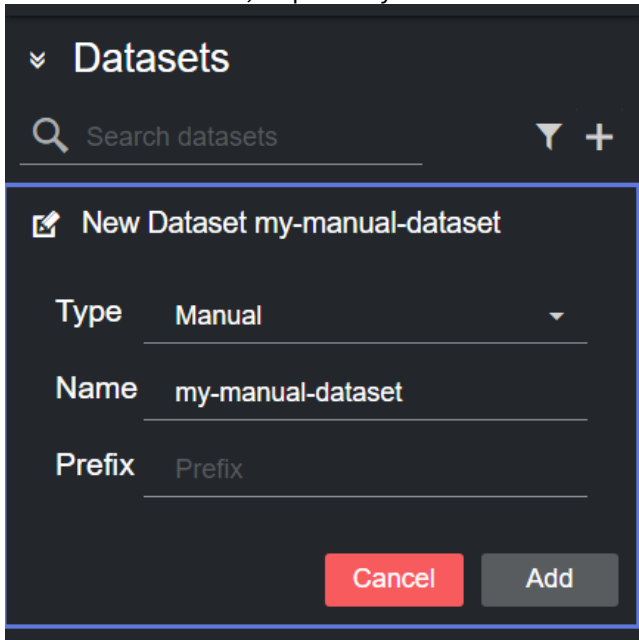 Datasets
Search datasets
New Dataset my-manual-dataset
Type Manual
Name my-manual-dataset
Prefix Prefix
Cancel Add